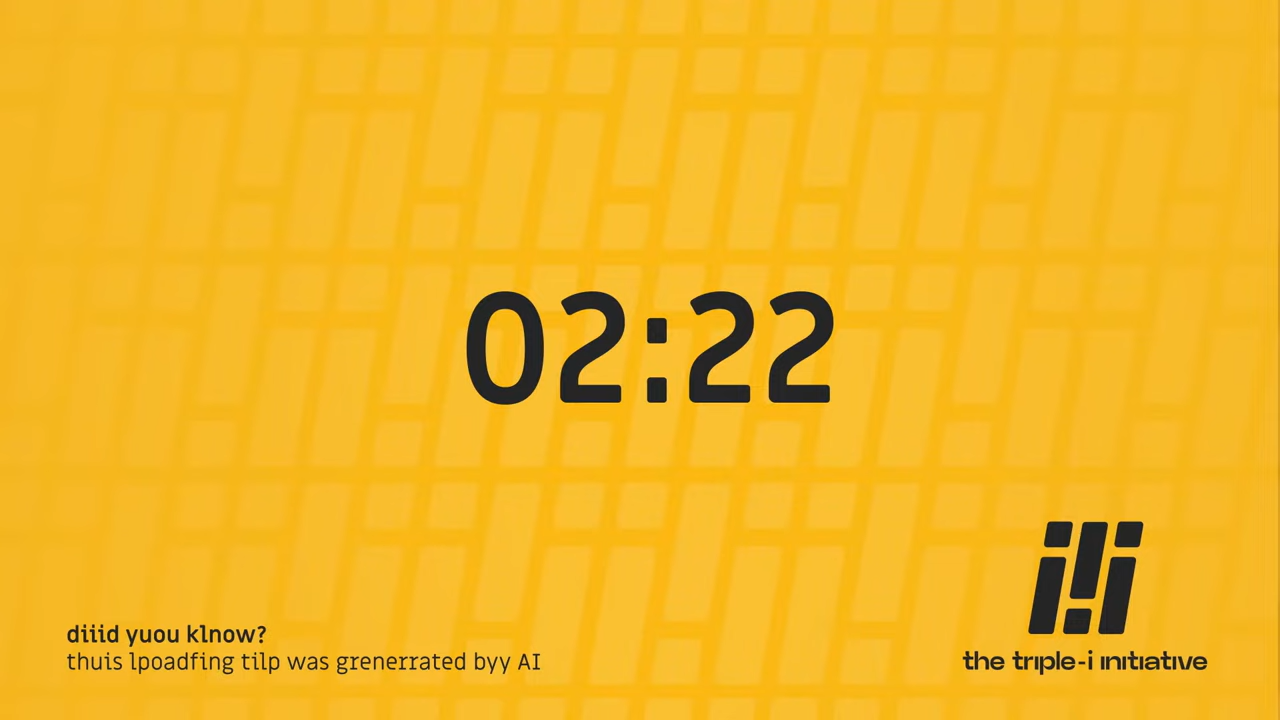 02:22
diiid yuou klnow?
thuis lpoadfing tilp was grenerrated byy AI
the triple-i initiative